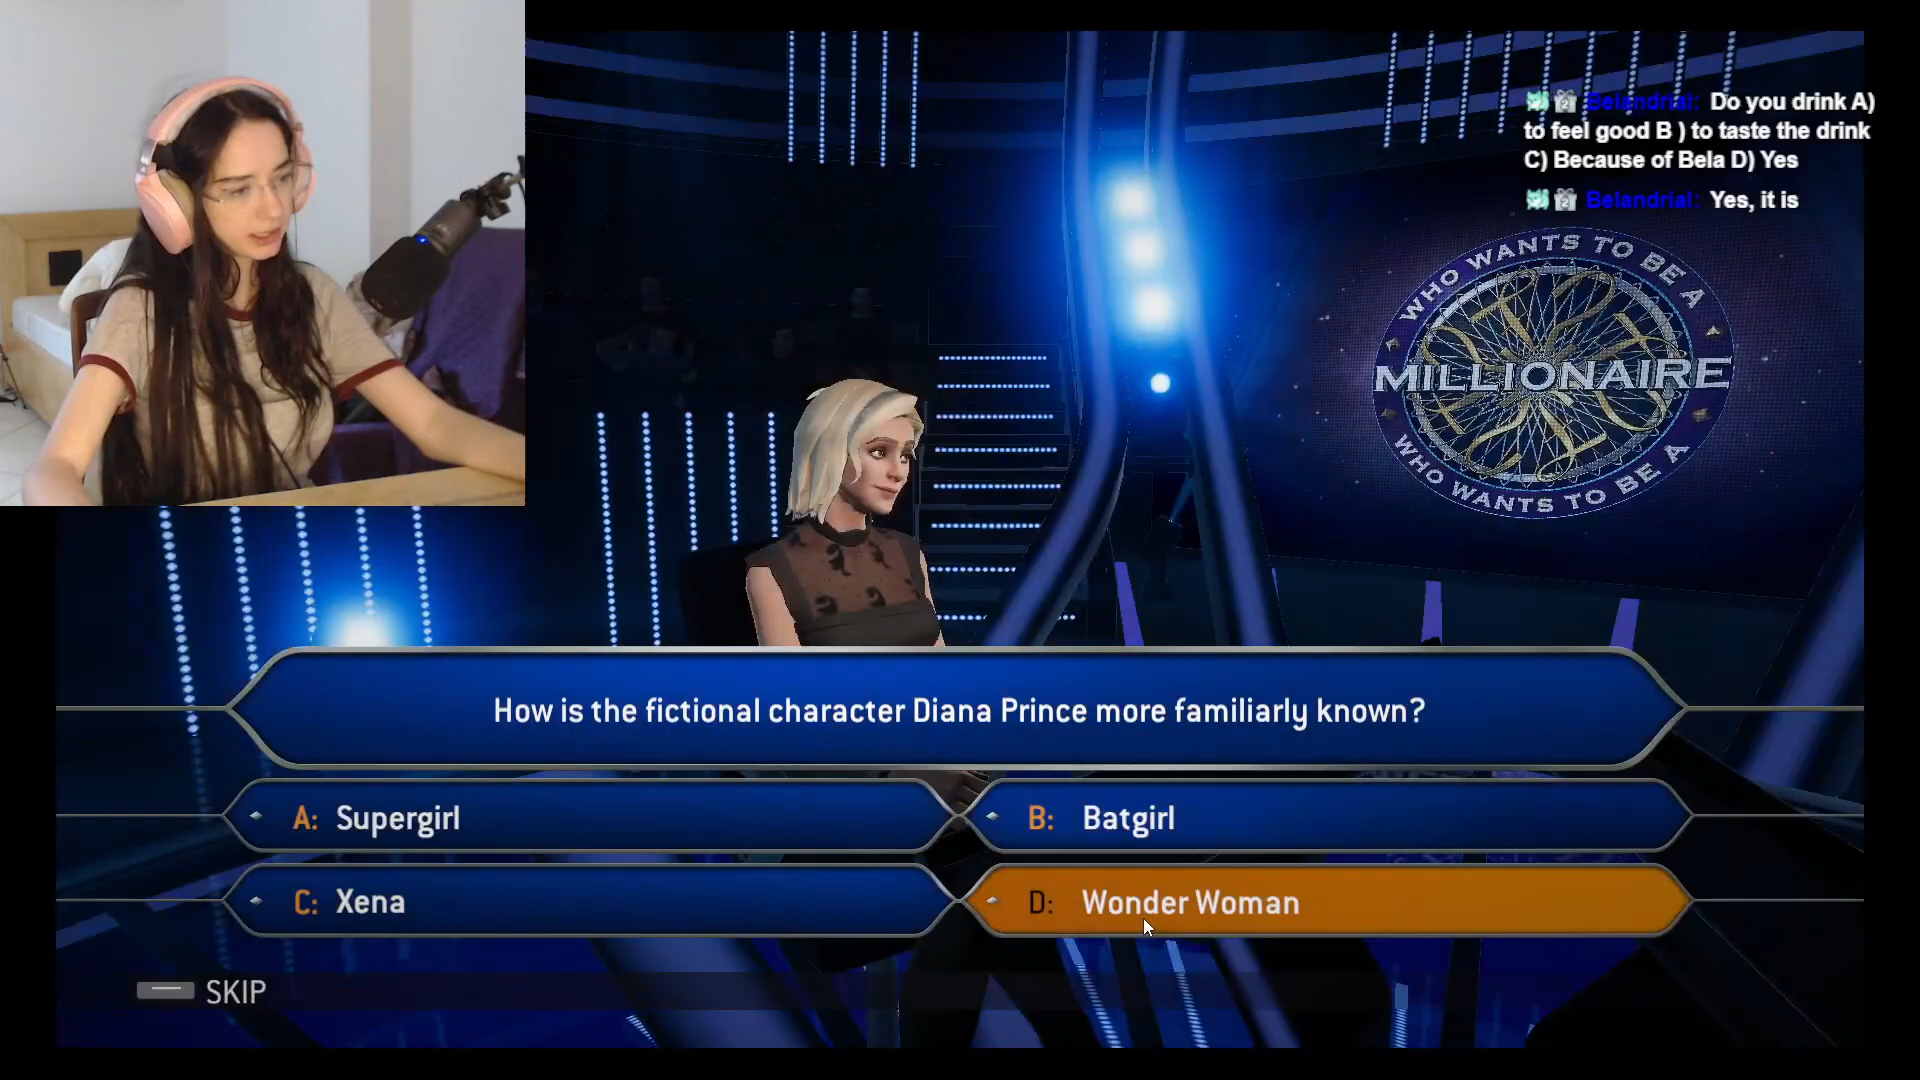 Belandrial: Do you drink A)
to feel good B ) to taste the drink
C) Because of Bela D) Yes
Belandrial: Yes, it is
WHO WANTS TO BE A
MILLIONAIRE
WHO WANTS TO BE A
How is the fictional character Diana Prince more familiarly known?
A: Supergirl
B: Batgirl
C: Xena
D: Wonder Woman
SKIP